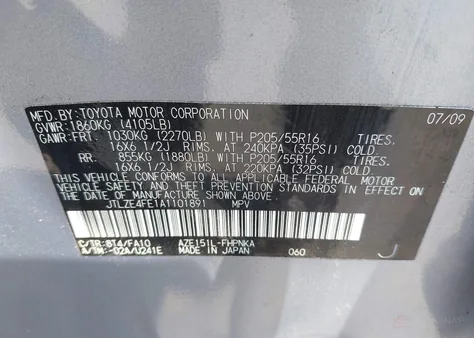 MFD.BY:TOYOTA MOTOR CORPORATION 07/09
GVWR:1860KG (4105LB)
GAWR:FRT. 1030KG (2270LB) WITH P205/55R16 TIRES.
16X6 1/2J RIMS. AT 240KPA (35PSI) COLD
RR: 855KG (1880LB) WITH P205/55R16 TIRES.
16X6 1/2J RIMS. AT 220KPA (32PSI) COLD
THIS VEHICLE CONFORMS TO ALL APPLICABLE FEDERAL
MOTOR VEHICLE SAFETY AND THEFT PREVENTION
STANDARDS IN EFFECT ON THE DATE OF MANUFACTURE
SHOWN ABOVE.
JTLZE4FE1A1101891 MPV
C/TR:8T4/FA10 AZE151L-FHPNKA
A/TM:-02A/U241E MADE IN JAPAN 060 J